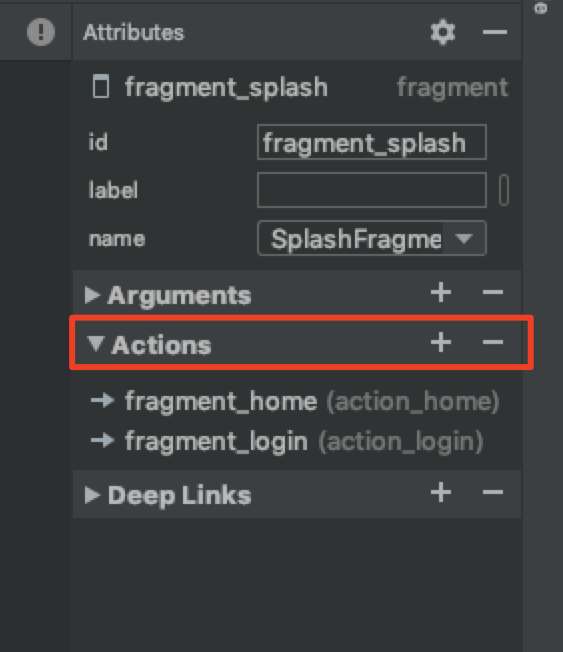 Attributes
fragment_splash fragment
id fragment_splash
label
name SplashFragme
Arguments + −
Actions + −
fragment_home (action_home)
fragment_login (action_login)
Deep Links + −